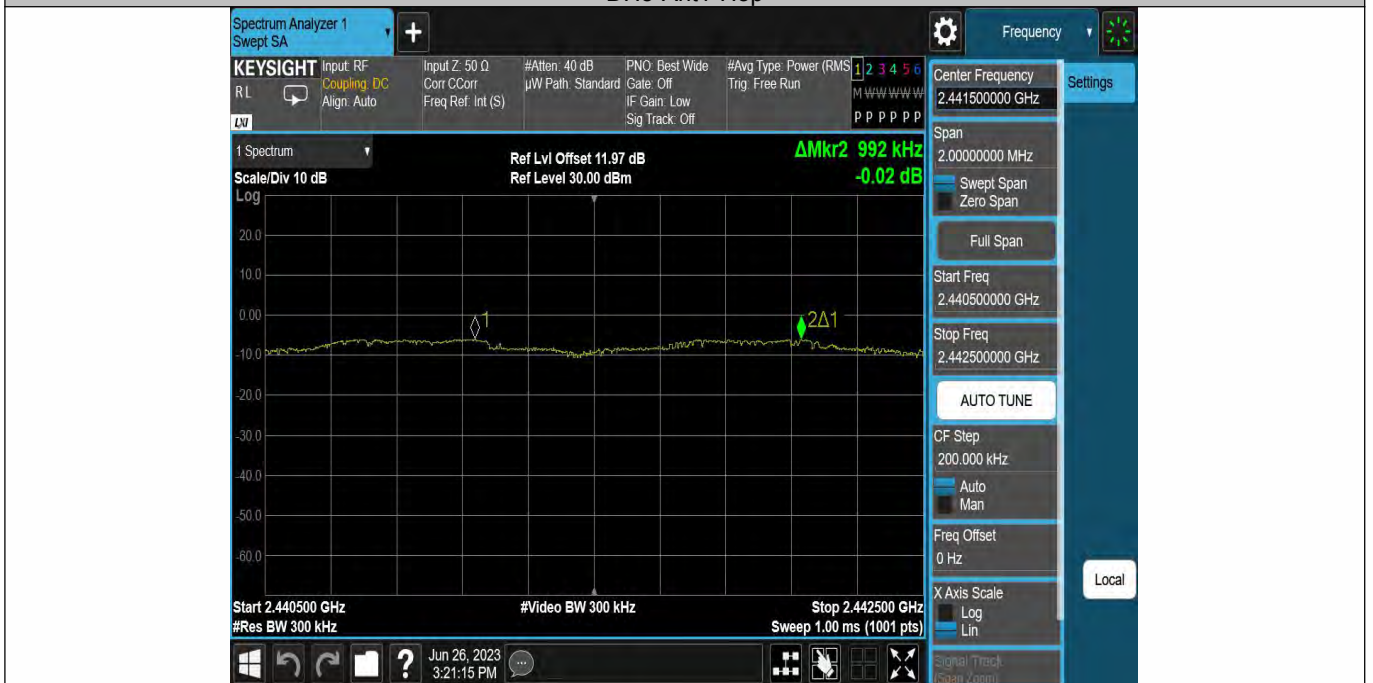 Spectrum Analyzer 1
Swept SA
+
Frequency
KEYSIGHT
RL
LXI
Input: RF
Coupling: DC
Align: Auto
Input Z: 50 Ω
Corr CCorr
Freq Ref: Int (S)
#Atten: 40 dB
µW Path: Standard
PNO: Best Wide
Gate: Off
IF Gain: Low
Sig Track: Off
#Avg Type: Power (RMS
Trig: Free Run
1 2 3 4 5 6
M W W W W W
P P P P P P
Center Frequency
2.441500000 GHz
Settings
1 Spectrum
Scale/Div 10 dB
Log
Ref Lvl Offset 11.97 dB
Ref Level 30.00 dBm
ΔMkr2 992 kHz
-0.02 dB
Span
2.00000000 MHz
Swept Span
Zero Span
Full Span
Start Freq
2.440500000 GHz
Stop Freq
2.442500000 GHz
AUTO TUNE
CF Step
200.000 kHz
Auto
Man
Freq Offset
0 Hz
X Axis Scale
Log
Lin
Signal Track
(Span Zoom)
Local
20.0
10.0
0.00
-10.0
-20.0
-30.0
-40.0
-50.0
-60.0
1
2Δ1
Start 2.440500 GHz
#Res BW 300 kHz
#Video BW 300 kHz
Stop 2.442500 GHz
Sweep 1.00 ms (1001 pts)
?
Jun 26, 2023
3:21:15 PM